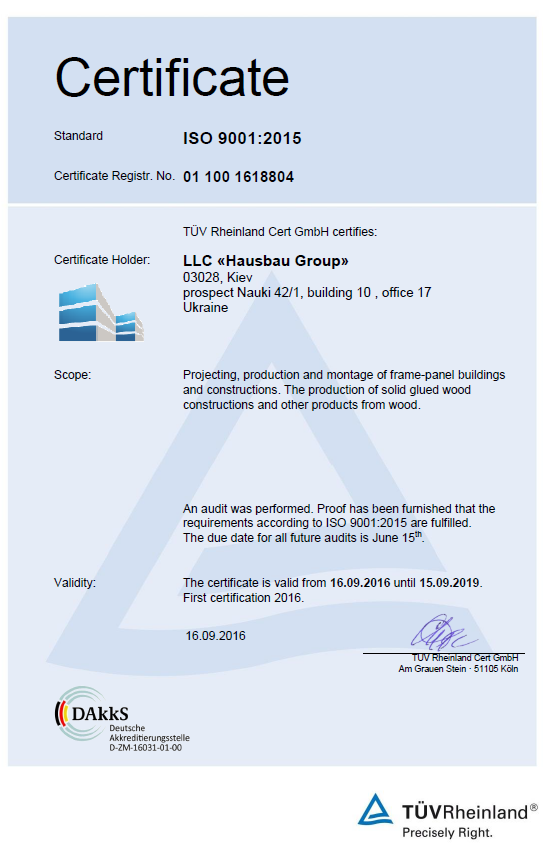 Certificate
Standard ISO 9001:2015
Certificate Registr. No. 01 100 1618804
TÜV Rheinland Cert GmbH certifies:
Certificate Holder: LLC «Hausbau Group»
03028, Kiev
prospect Nauki 42/1, building 10 , office 17
Ukraine
Scope: Projecting, production and montage of frame-panel buildings
and constructions. The production of solid glued wood
constructions and other products from wood.
An audit was performed. Proof has been furnished that the
requirements according to ISO 9001:2015 are fulfilled.
The due date for all future audits is June 15th.
Validity: The certificate is valid from 16.09.2016 until 15.09.2019.
First certification 2016.
16.09.2016
TÜV Rheinland Cert GmbH
Am Grauen Stein · 51105 Köln
DAkkS
Deutsche
Akkreditierungsstelle
D-ZM-16031-01-00
TÜVRheinland®
Precisely Right.